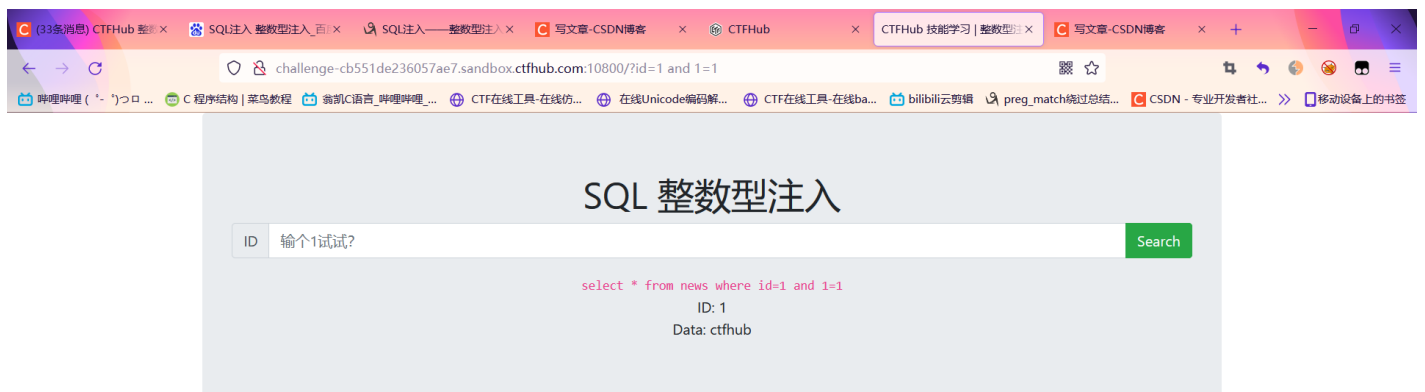 (33条消息) CTFHub 整数
SQL注入 整数型注入_百
SQL注入——整数型注入
写文章-CSDN博客
CTFHub
CTFHub 技能学习 | 整数型注
写文章-CSDN博客
challenge-cb551de236057ae7.sandbox.ctfhub.com:10800/?id=1 and 1=1
哔哩哔哩 ( ゜- ゜)つロ ...
C 程序结构 | 菜鸟教程
翁凯C语言_哔哩哔哩_...
CTF在线工具-在线仿...
在线Unicode编码解...
CTF在线工具-在线ba...
bilibili云剪辑
preg_match绕过总结...
CSDN - 专业开发者社...
移动设备上的书签
SQL 整数型注入
ID 输个1试试? Search
select * from news where id=1 and 1=1
ID: 1
Data: ctfhub